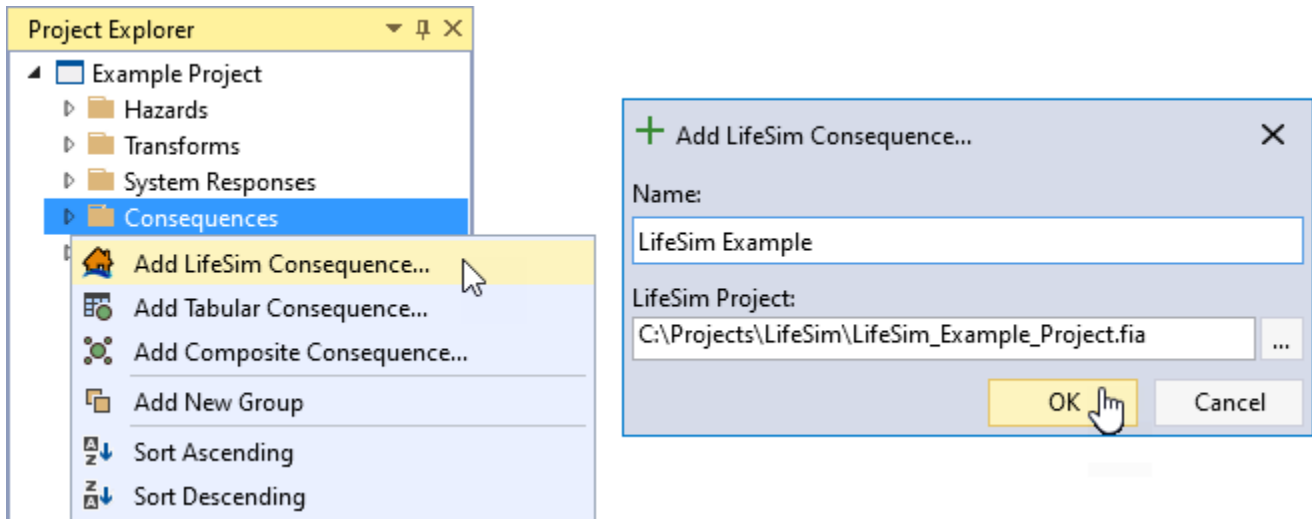 Project Explorer
Example Project
Hazards
Transforms
System Responses
Consequences
Add LifeSim Consequence...
Add Tabular Consequence...
Add Composite Consequence...
Add New Group
Sort Ascending
Sort Descending
Add LifeSim Consequence...
Name:
LifeSim Example
LifeSim Project:
C:\Projects\LifeSim\LifeSim_Example_Project.fia ...
OK Cancel